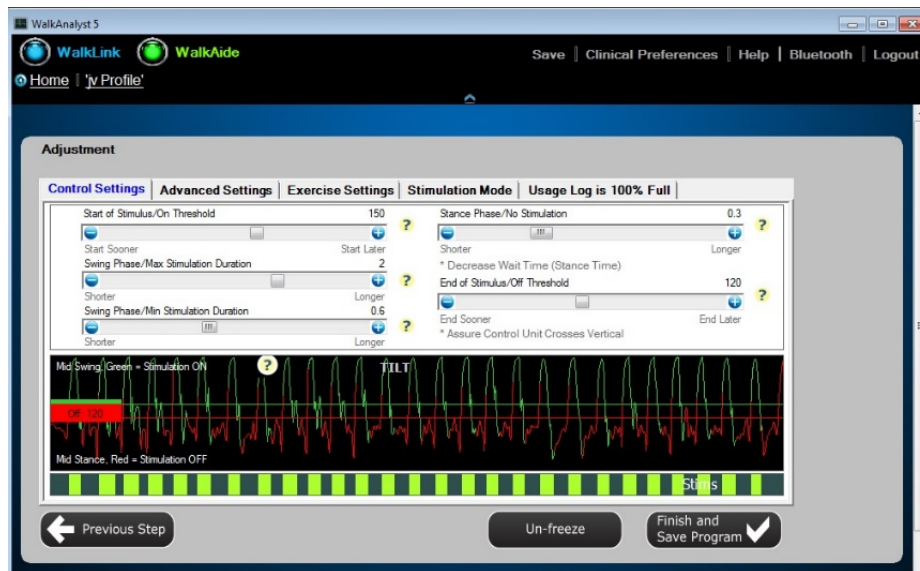 WalkAnalyst 5
WalkLink WalkAide
Save | Clinical Preferences | Help | Bluetooth | Logout
Home | 'jv Profile'
Adjustment
Control Settings | Advanced Settings | Exercise Settings | Stimulation Mode | Usage Log is 100% Full
Start of Stimulus/On Threshold 150 ?
Start Sooner Start Later
Swing Phase/Max Stimulation Duration 2 ?
Shorter Longer
Swing Phase/Min Stimulation Duration 0.6 ?
Shorter Longer
Stance Phase/No Stimulation 0.3 ?
Shorter Longer
* Decrease Wait Time (Stance Time)
End of Stimulus/Off Threshold 120 ?
End Sooner End Later
* Assure Control Unit Crosses Vertical
Mid Swing, Green = Stimulation ON ? TILT
Off: 120
Mid Stance, Red = Stimulation OFF
Stims
Previous Step
Un-freeze
Finish and
Save Program